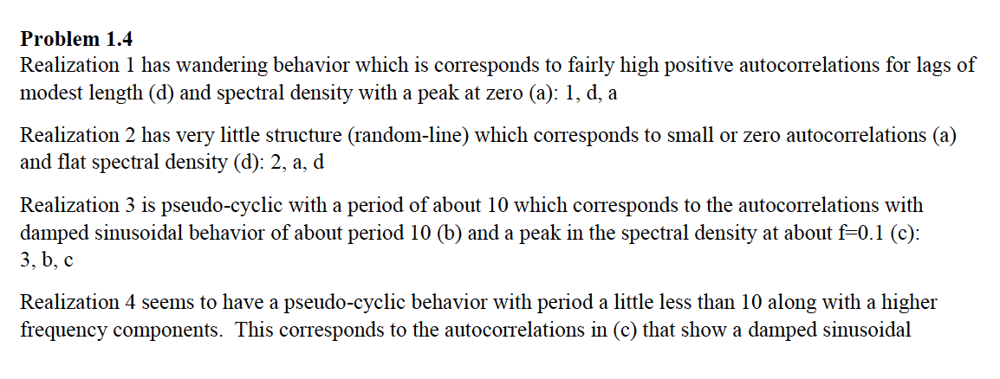 Problem 1.4
Realization 1 has wandering behavior which is corresponds to fairly high positive autocorrelations for lags of
modest length (d) and spectral density with a peak at zero (a): 1, d, a
Realization 2 has very little structure (random-line) which corresponds to small or zero autocorrelations (a)
and flat spectral density (d): 2, a, d
Realization 3 is pseudo-cyclic with a period of about 10 which corresponds to the autocorrelations with
damped sinusoidal behavior of about period 10 (b) and a peak in the spectral density at about f=0.1 (c):
3, b, c
Realization 4 seems to have a pseudo-cyclic behavior with period a little less than 10 along with a higher
frequency components.  This corresponds to the autocorrelations in (c) that show a damped sinusoidal